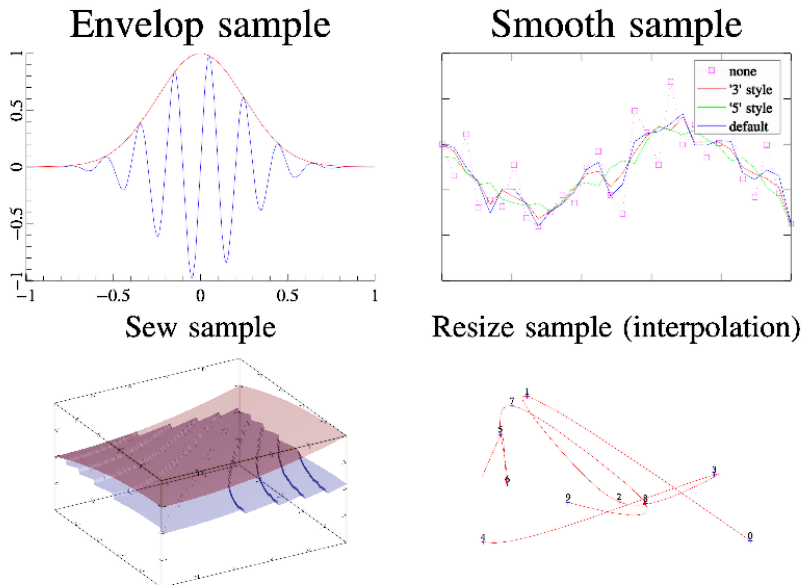 Envelop sample
Smooth sample
1
0.5
0
−0.5
−1
−1
−0.5
0
0.5
1
none
'3' style
'5' style
default
Sew sample
Resize sample (interpolation)
1
7
5
6
3
9
2
8
4
0